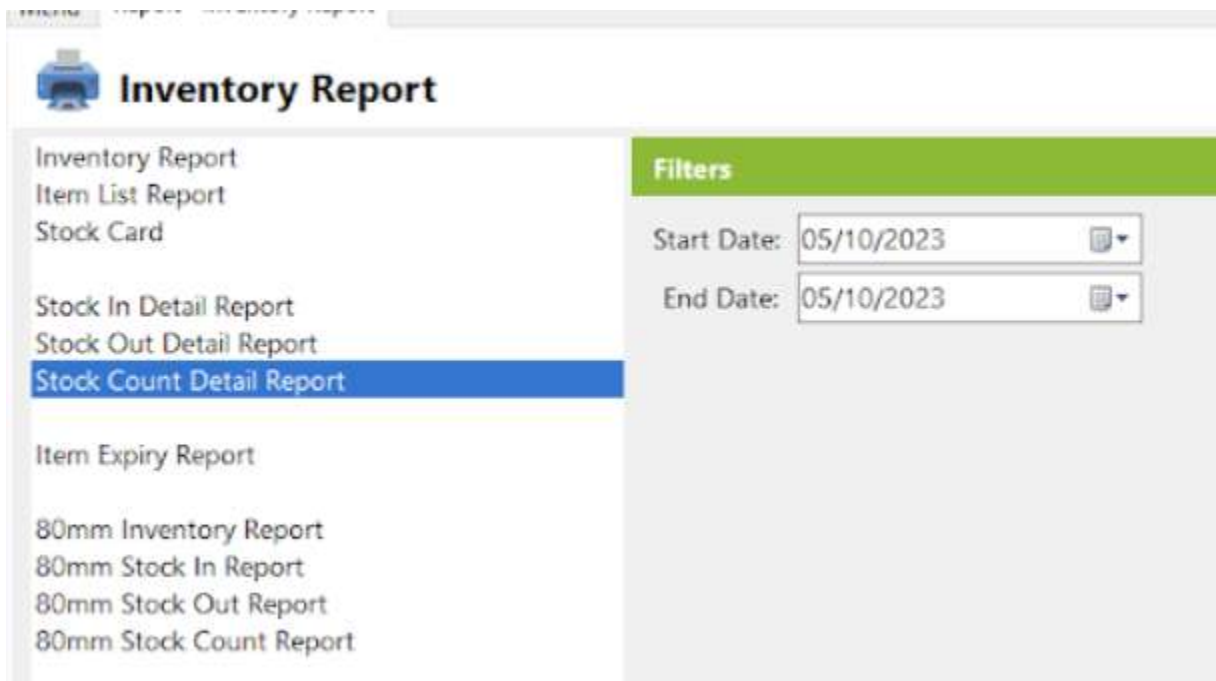 Inventory Report
Inventory Report
Item List Report
Stock Card
Stock In Detail Report
Stock Out Detail Report
Stock Count Detail Report
Item Expiry Report
80mm Inventory Report
80mm Stock In Report
80mm Stock Out Report
80mm Stock Count Report
Filters
Start Date: 05/10/2023
End Date: 05/10/2023